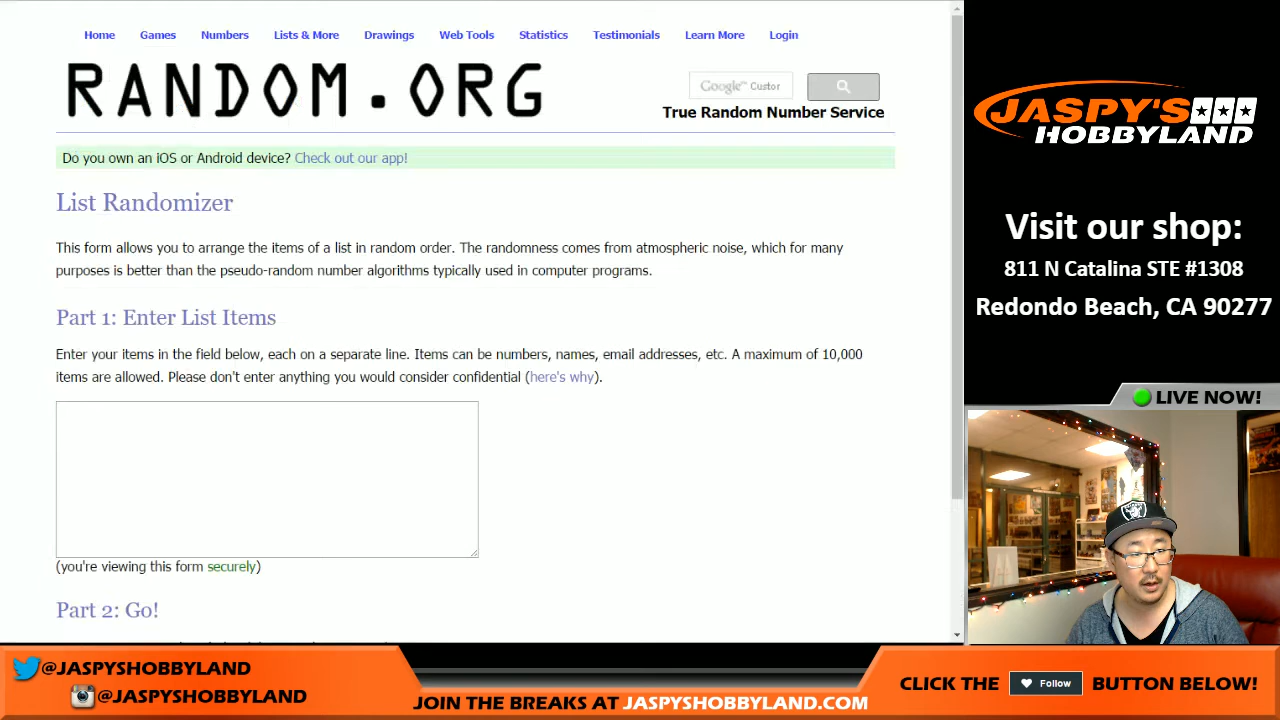 Home Games Numbers Lists & More Drawings Web Tools Statistics Testimonials Learn More Login
RANDOM.ORG
Google™ Custor
True Random Number Service
Do you own an iOS or Android device? Check out our app!
List Randomizer
This form allows you to arrange the items of a list in random order. The randomness comes from atmospheric noise, which for many
purposes is better than the pseudo-random number algorithms typically used in computer programs.
Part 1: Enter List Items
Enter your items in the field below, each on a separate line. Items can be numbers, names, email addresses, etc. A maximum of 10,000
items are allowed. Please don't enter anything you would consider confidential (here's why).
(you're viewing this form securely)
Part 2: Go!
JASPY'S
HOBBYLAND
Visit our shop:
811 N Catalina STE #1308
Redondo Beach, CA 90277
LIVE NOW!
@JASPYSHOBBYLAND
@JASPYSHOBBYLAND
JOIN THE BREAKS AT JASPYSHOBBYLAND.COM
CLICK THE Follow BUTTON BELOW!